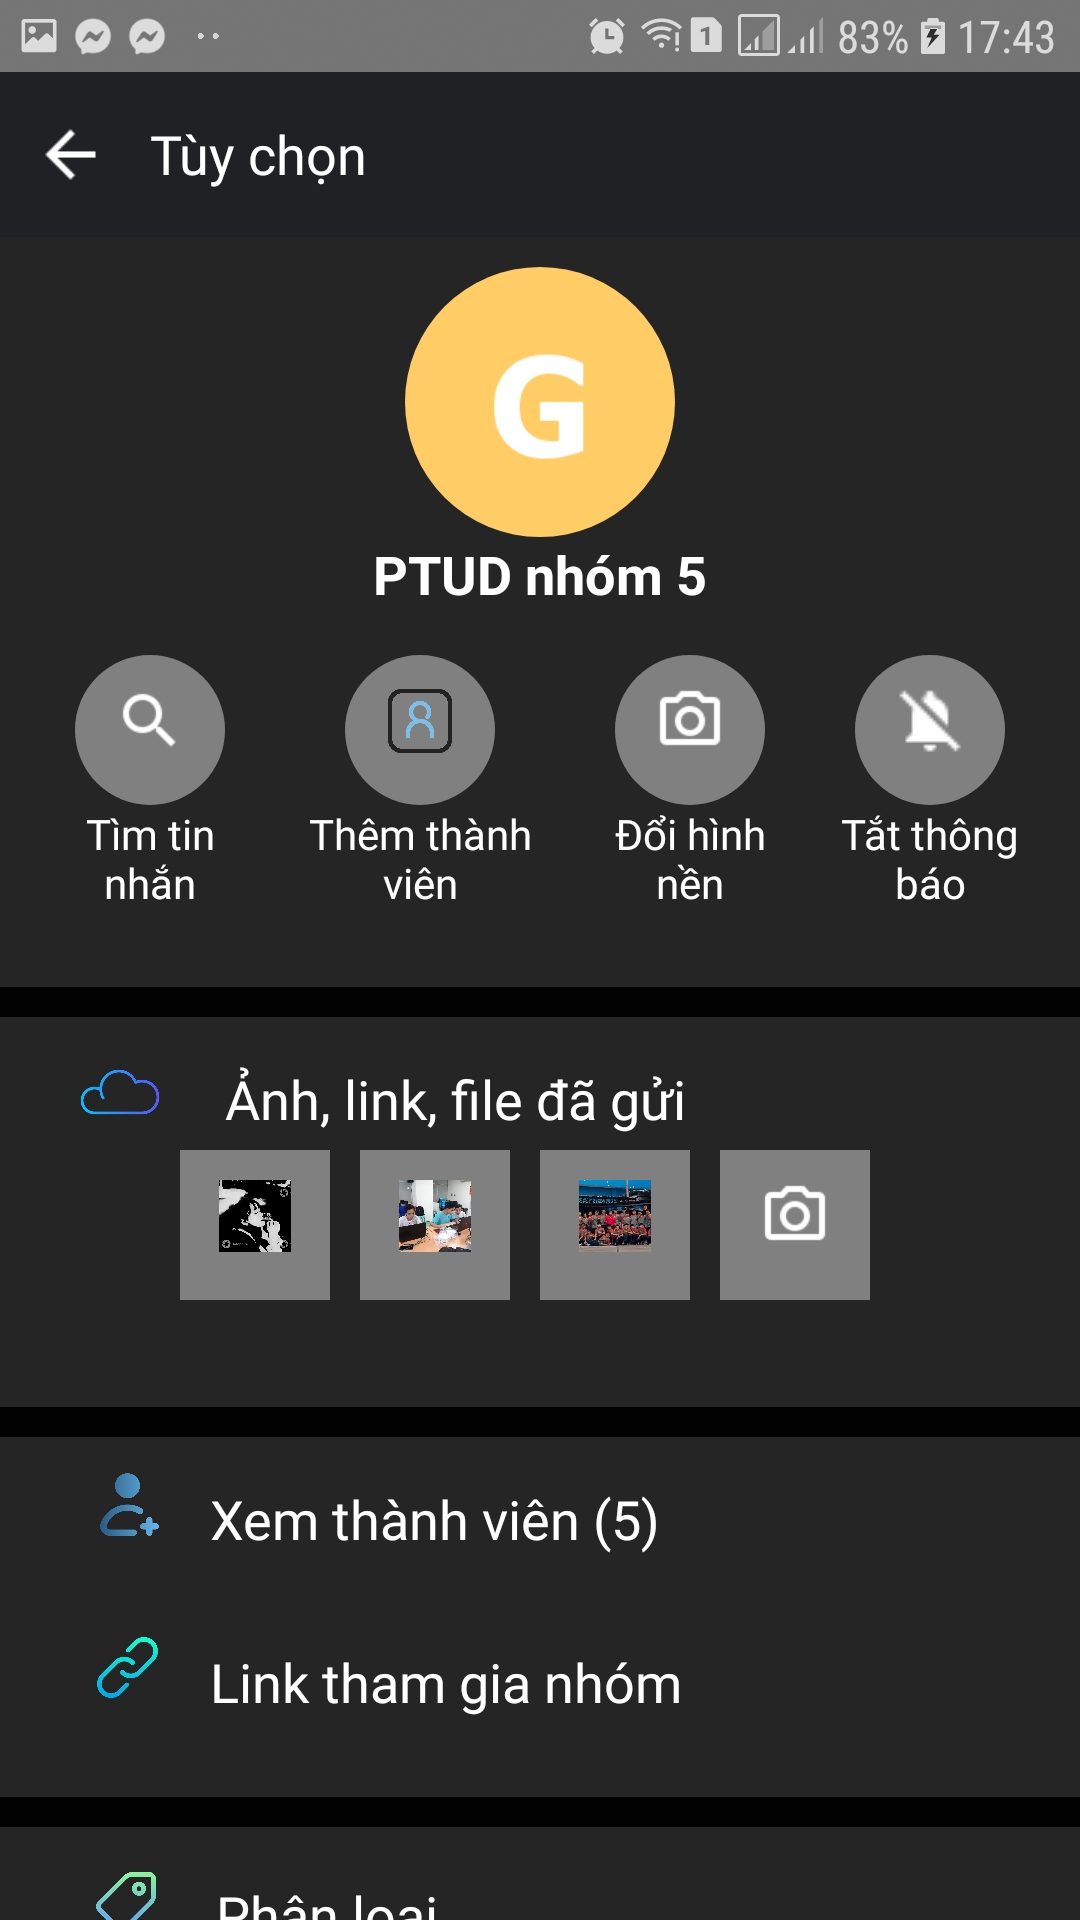 83% 17:43
Tùy chọn
G
PTUD nhóm 5
Tìm tin nhắn
Thêm thành viên
Đổi hình nền
Tắt thông báo
Ảnh, link, file đã gửi
Xem thành viên (5)
Link tham gia nhóm
Phân loại